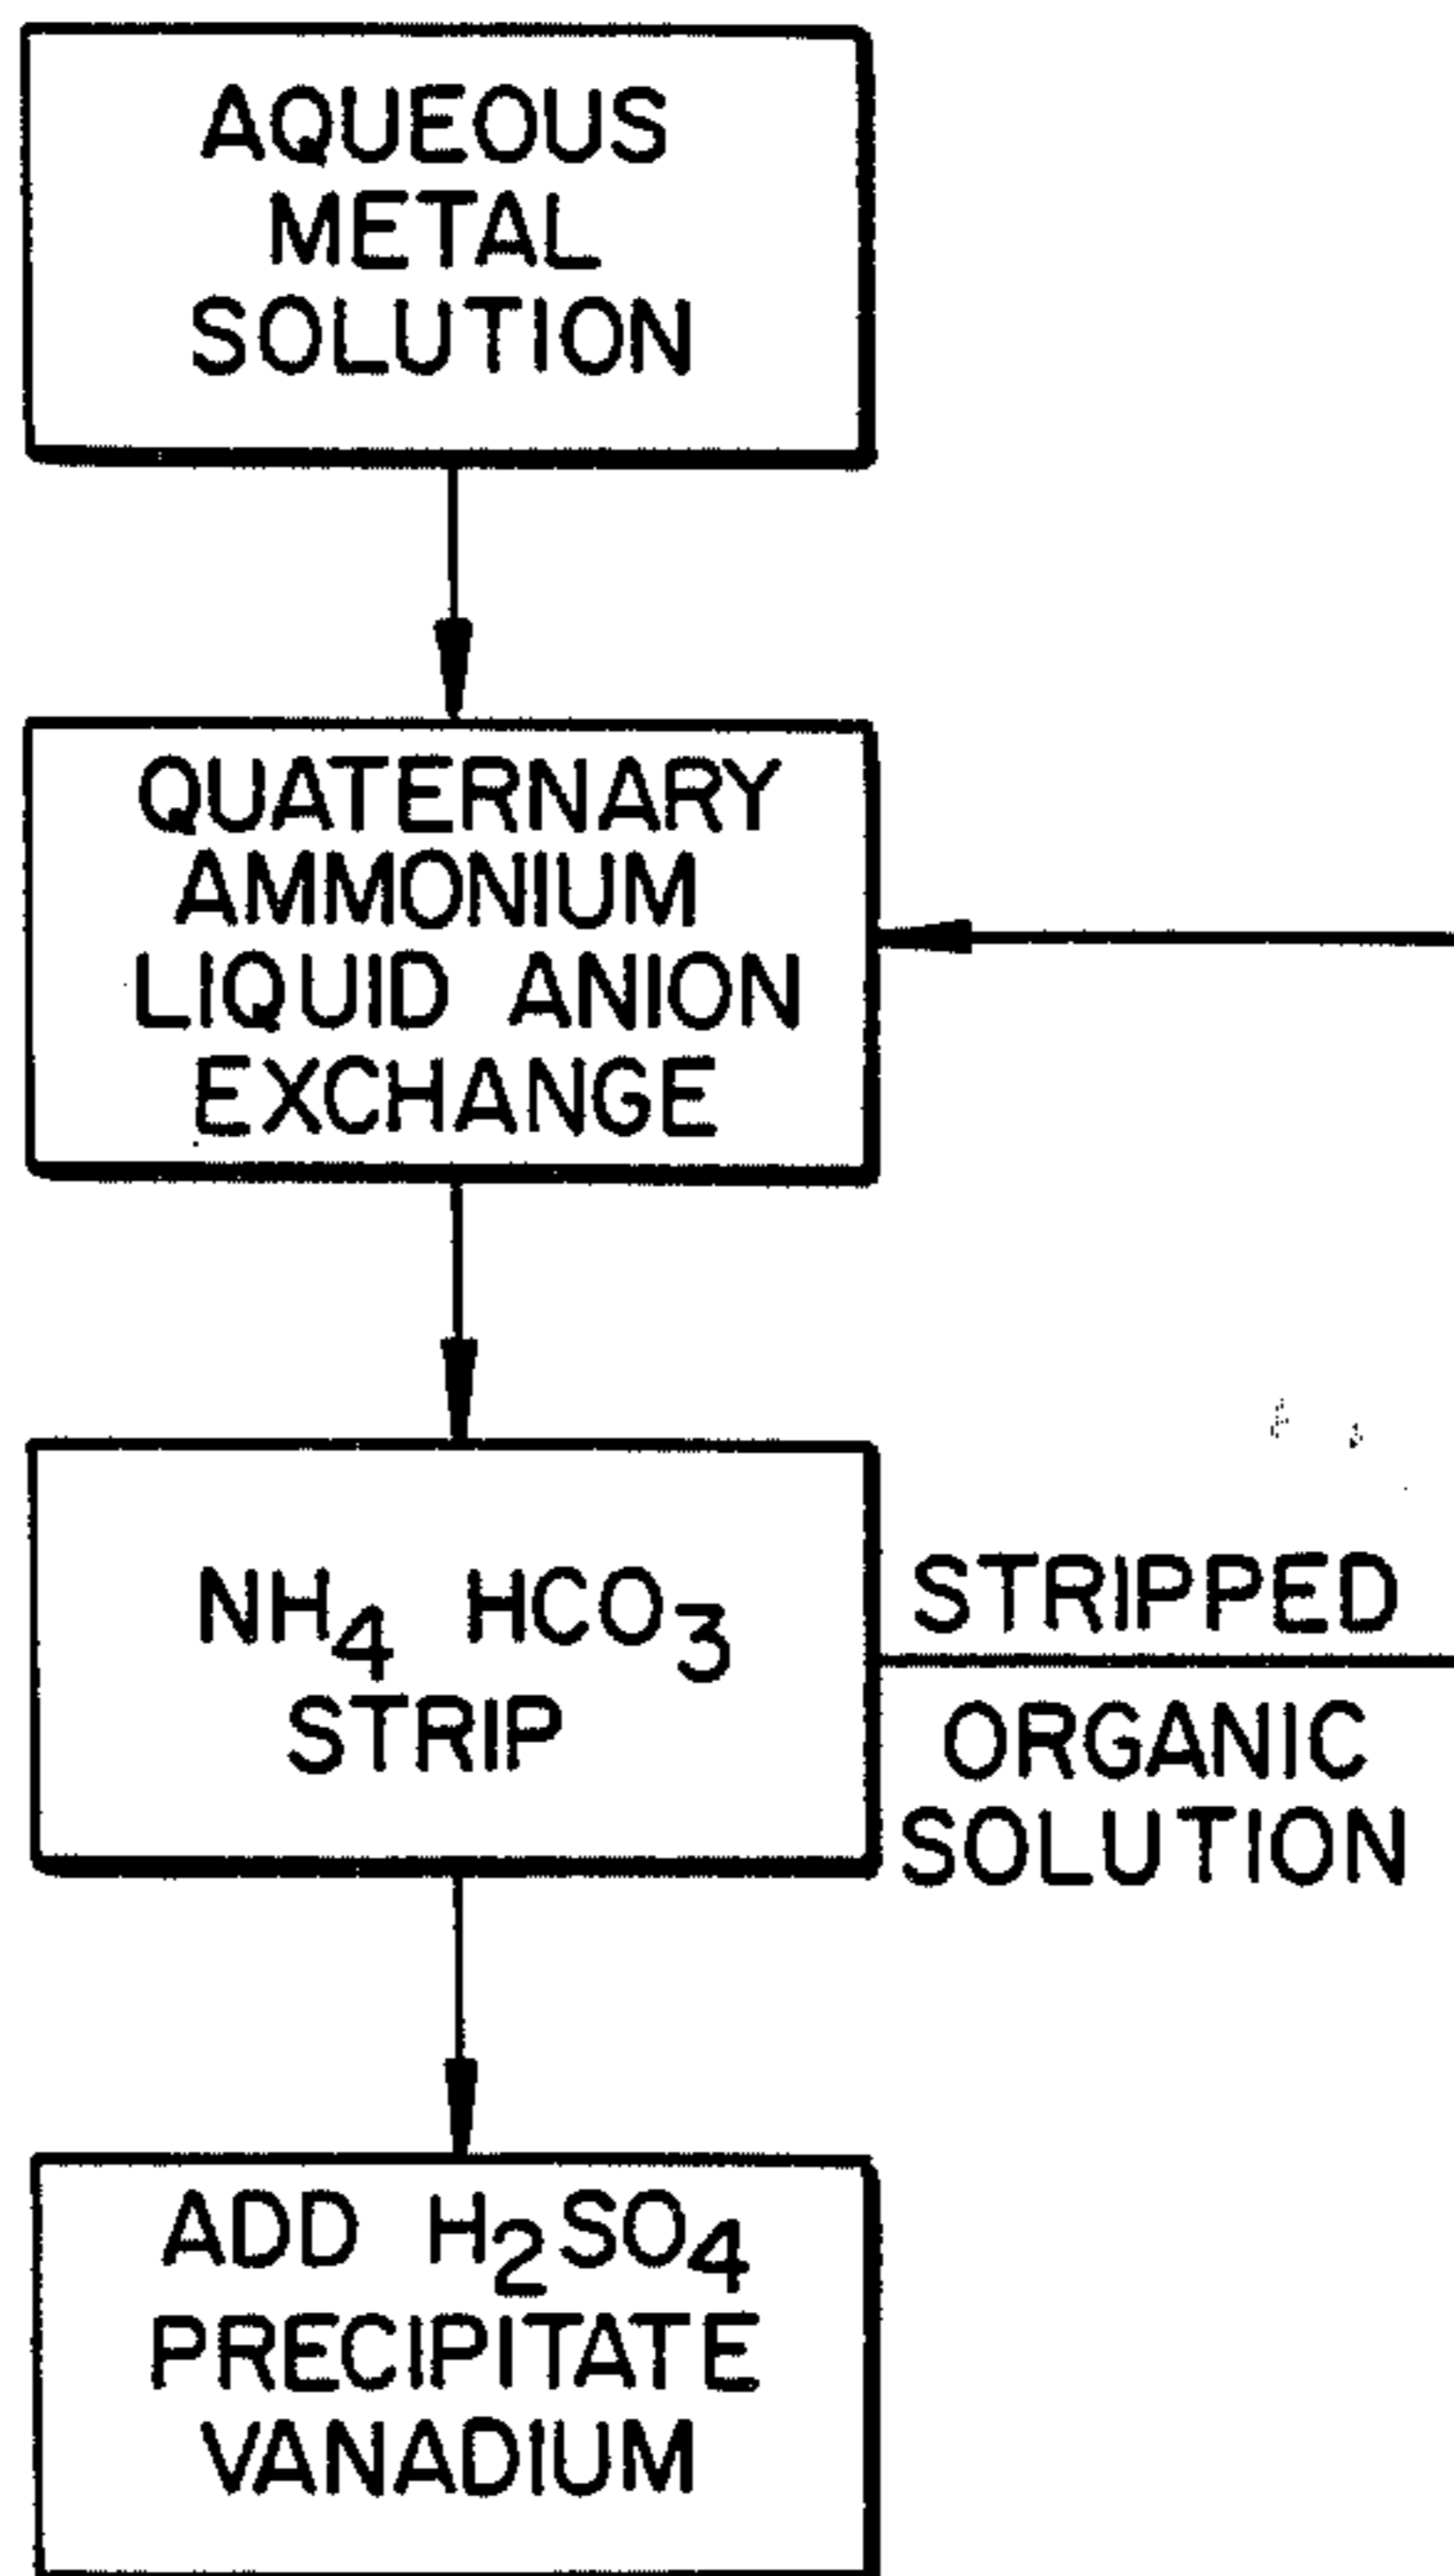 AQUEOUS
METAL
SOLUTION
QUATERNARY
AMMONIUM
LIQUID ANION
EXCHANGE
NH4 HCO3
STRIP
STRIPPED
ORGANIC
SOLUTION
ADD H2SO4
PRECIPITATE
VANADIUM